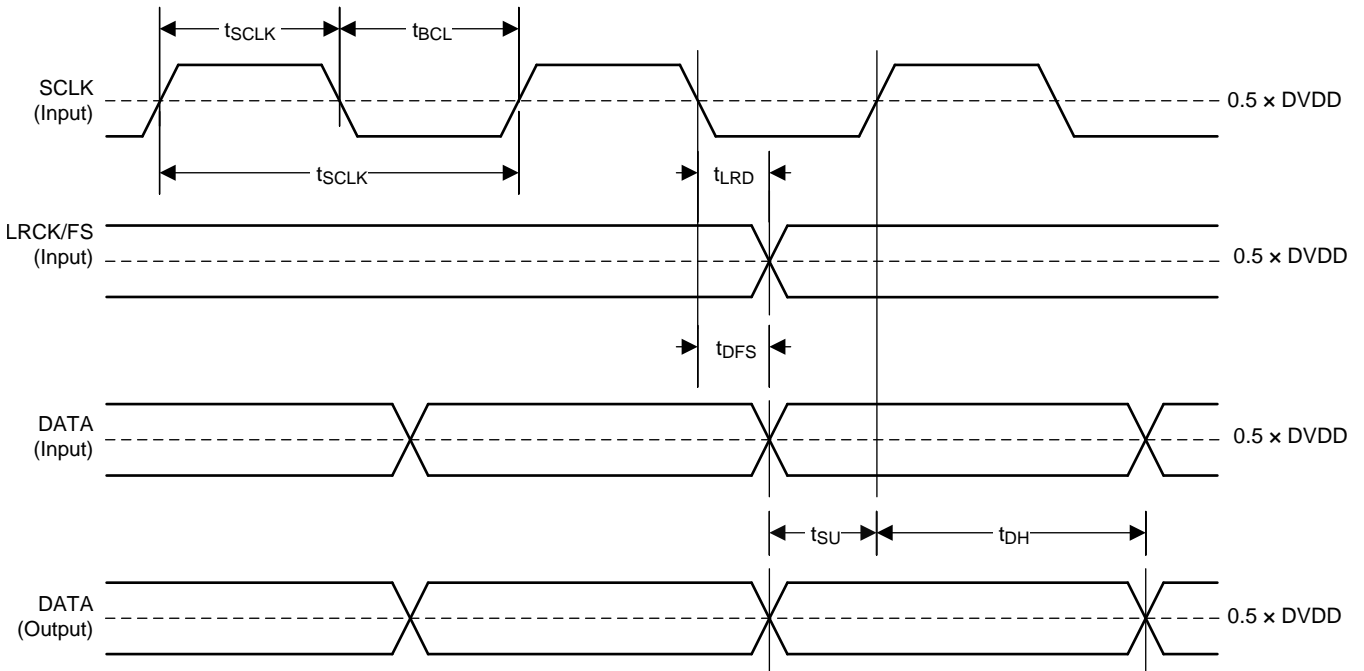 tSCLK
tBCL
SCLK
(Input)
0.5 × DVDD
tSCLK
tLRD
LRCK/FS
(Input)
0.5 × DVDD
tDFS
DATA
(Input)
0.5 × DVDD
tSU
tDH
DATA
(Output)
0.5 × DVDD